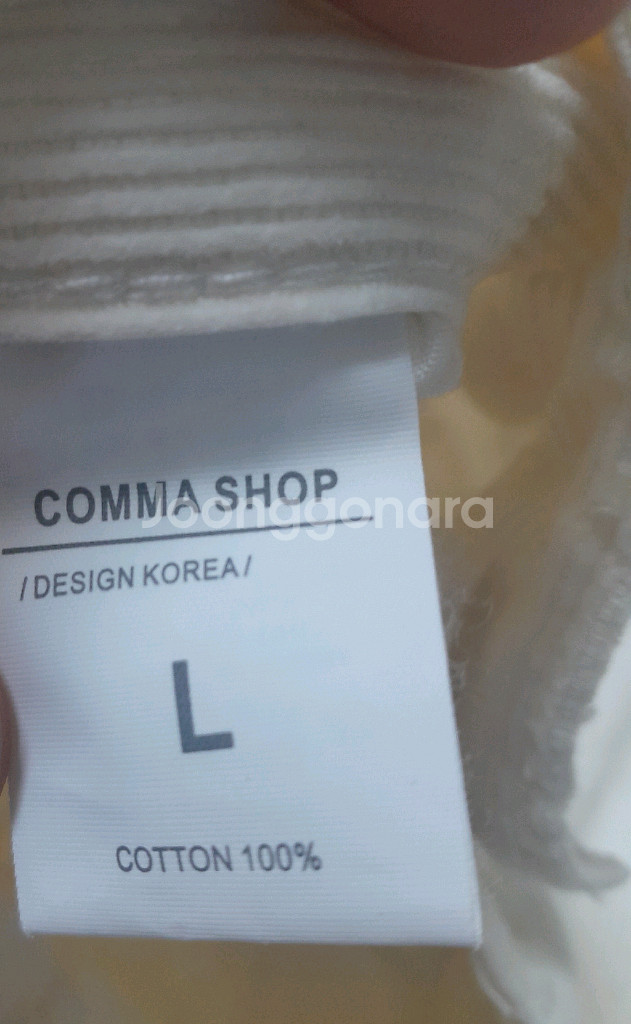 COMMA SHOP
Joonggonara
/DESIGN KOREA/
L
COTTON 100%